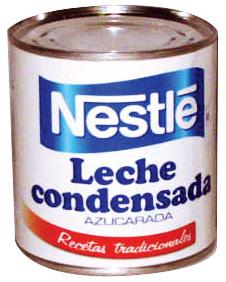 Nestlé
Leche
condensada
AZUCARADA
Recetas tradicionales